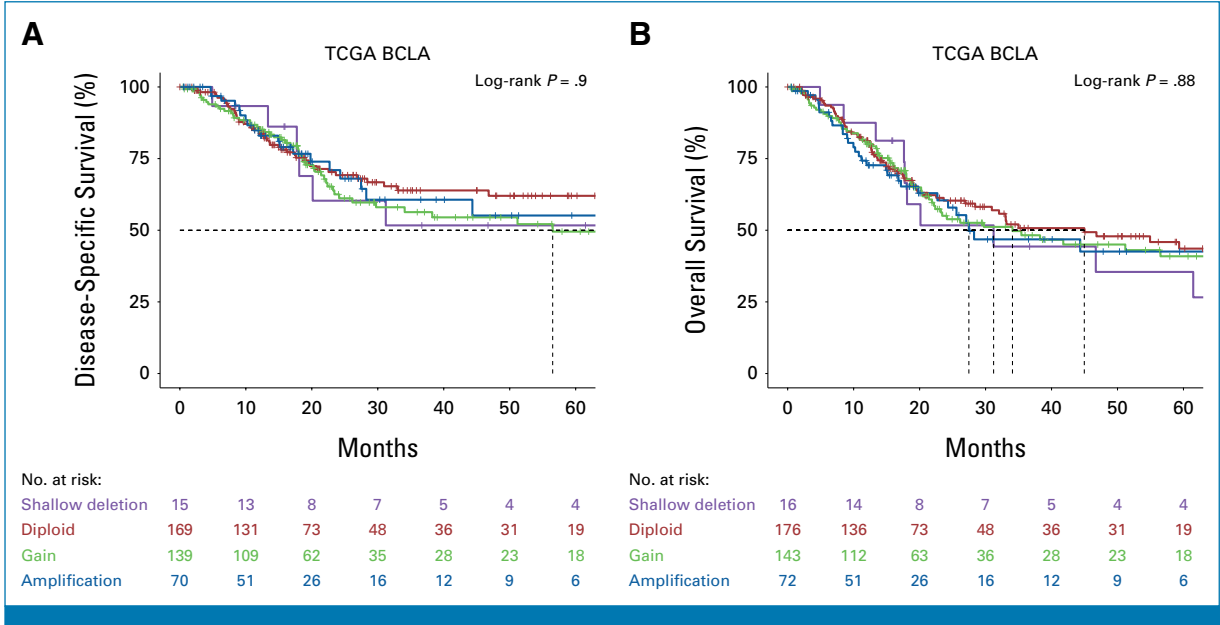 A
TCGA BCLA
Log-rank P = .9
Disease-Specific Survival (%)
100
75
50
25
0
0 10 20 30 40 50 60
Months
No. at risk:
Shallow deletion 15 13 8 7 5 4 4
Diploid 169 131 73 48 36 31 19
Gain 139 109 62 35 28 23 18
Amplification 70 51 26 16 12 9 6
B
TCGA BCLA
Log-rank P = .88
Overall Survival (%)
100
75
50
25
0
0 10 20 30 40 50 60
Months
No. at risk:
Shallow deletion 16 14 8 7 5 4 4
Diploid 176 136 73 48 36 31 19
Gain 143 112 63 36 28 23 18
Amplification 72 51 26 16 12 9 6